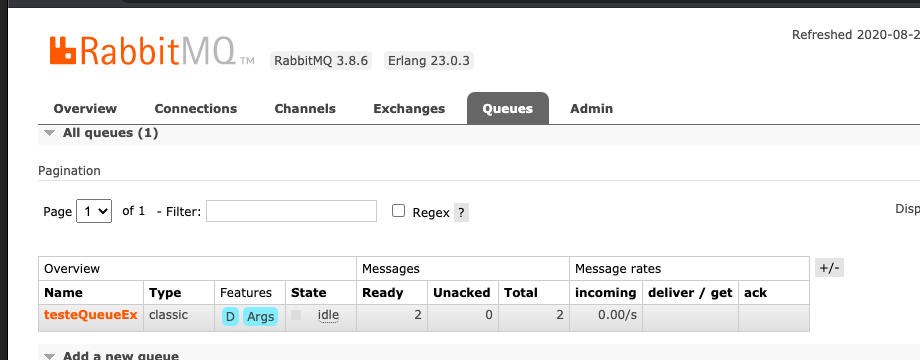 RabbitMQ TM RabbitMQ 3.8.6 Erlang 23.0.3 Refreshed 2020-08-2
Overview Connections Channels Exchanges Queues Admin
All queues (1)
Pagination
Page 1 of 1 - Filter: Regex ? Disp
Overview Messages Message rates +/-
Name Type Features State Ready Unacked Total incoming deliver / get ack
testeQueueEx classic D Args idle 2 0 2 0.00/s
Add a new queue